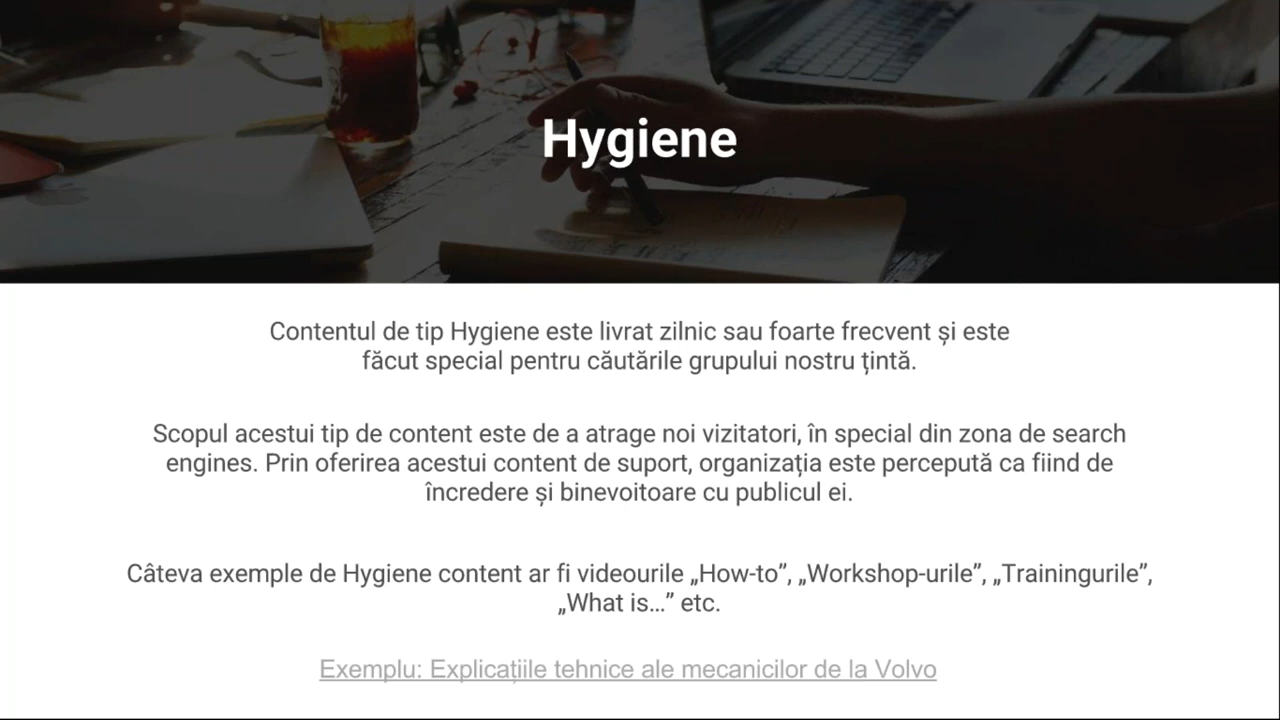 Hygiene
Contentul de tip Hygiene este livrat zilnic sau foarte frecvent și este
făcut special pentru căutările grupului nostru țintă.
Scopul acestui tip de content este de a atrage noi vizitatori, în special din zona de search
engines. Prin oferirea acestui content de suport, organizația este percepută ca fiind de
încredere și binevoitoare cu publicul ei.
Câteva exemple de Hygiene content ar fi videourile „How-to”, „Workshop-urile”, „Trainingurile”,
„What is...” etc.
Exemplu: Explicațiile tehnice ale mecanicilor de la Volvo